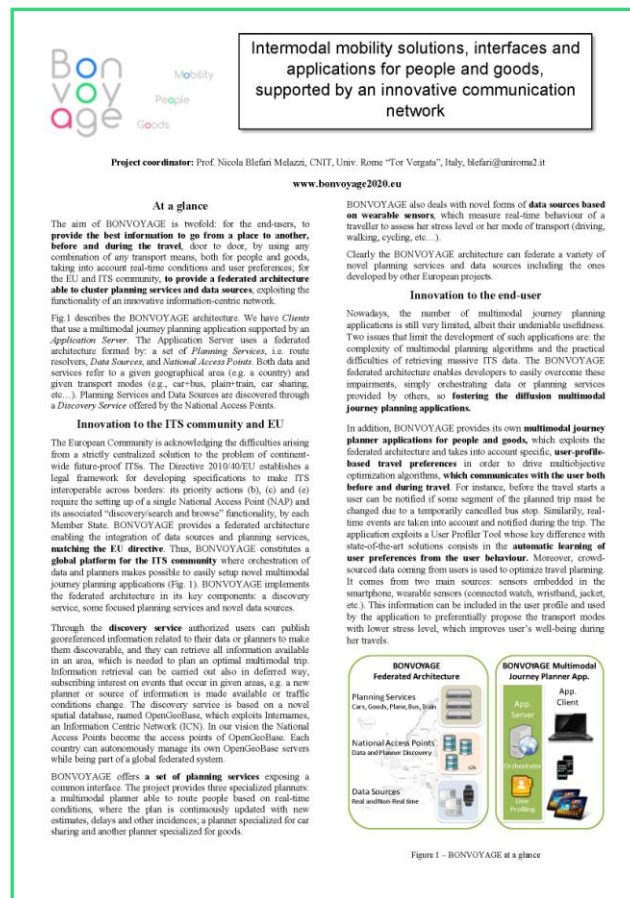 Bon
voy
age
Mobility
People
Goods
Intermodal mobility solutions, interfaces and
applications for people and goods,
supported by an innovative communication
network
Project coordinator: Prof. Nicola Blefari Melazzi, CNIT, Univ. Rome “Tor Vergata”, Italy, blefari@uniroma2.it
www.bonvoyage2020.eu
At a glance
The aim of BONVOYAGE is twofold: for the end-users, to
provide the best information to go from a place to another,
before and during the travel, door to door, by using any
combination of any transport means, both for people and goods,
taking into account real-time conditions and user preferences; for
the EU and ITS community, to provide a federated architecture
able to cluster planning services and data sources, exploiting the
functionality of an innovative information-centric network.
Fig.1 describes the BONVOYAGE architecture. We have Clients
that use a multimodal journey planning application supported by an
Application Server. The Application Server uses a federated
architecture formed by: a set of Planning Services, i.e. route
resolvers, Data Sources, and National Access Points. Both data and
services refer to a given geographical area (e.g. a country) and
given transport modes (e.g., car+bus, plain+train, car sharing,
etc…). Planning Services and Data Sources are discovered through
a Discovery Service offered by the National Access Points.
Innovation to the ITS community and EU
The European Community is acknowledging the difficulties arising
from a strictly centralized solution to the problem of continent-
wide future-proof ITSs. The Directive 2010/40/EU establishes a
legal framework for developing specifications to make ITS
interoperable across borders: its priority actions (b), (c) and (e)
require the setting up of a single National Access Point (NAP) and
its associated “discovery/search and browse” functionality, by each
Member State. BONVOYAGE provides a federated architecture
enabling the integration of data sources and planning services,
matching the EU directive. Thus, BONVOYAGE constitutes a
global platform for the ITS community where orchestration of
data and planners makes possible to easily setup novel multimodal
journey planning applications (Fig. 1). BONVOYAGE implements
the federated architecture in its key components: a discovery
service, some focused planning services and novel data sources.
Through the discovery service authorized users can publish
georeferenced information related to their data or planners to make
them discoverable, and they can retrieve all information available
in an area, which is needed to plan an optimal multimodal trip.
Information retrieval can be carried out also in deferred way,
subscribing interest on events that occur in given areas, e.g. a new
planner or source of information is made available or traffic
conditions change. The discovery service is based on a novel
spatial database, named OpenGeoBase, which exploits Internames,
an Information Centric Network (ICN). In our vision the National
Access Points become the access points of OpenGeoBase. Each
country can autonomously manage its own OpenGeoBase servers
while being part of a global federated system.
BONVOYAGE offers a set of planning services exposing a
common interface. The project provides three specialized planners:
a multimodal planner able to route people based on real-time
conditions, where the plan is continuously updated with new
estimates, delays and other incidences; a planner specialized for car
sharing and another planner specialized for goods.
BONVOYAGE also deals with novel forms of data sources based
on wearable sensors, which measure real-time behaviour of a
traveller to assess her stress level or her mode of transport (driving,
walking, cycling, etc…).
Clearly the BONVOYAGE architecture can federate a variety of
novel planning services and data sources including the ones
developed by other European projects.
Innovation to the end-user
Nowadays, the number of multimodal journey planning
applications is still very limited, albeit their undeniable usefulness.
Two issues that limit the development of such applications are: the
complexity of multimodal planning algorithms and the practical
difficulties of retrieving massive ITS data. The BONVOYAGE
federated architecture enables developers to easily overcome these
impairments, simply orchestrating data or planning services
provided by others, so fostering the diffusion multimodal
journey planning applications.
In addition, BONVOYAGE provides its own multimodal journey
planner applications for people and goods, which exploits the
federated architecture and takes into account specific, user-profile-
based travel preferences in order to drive multiobjective
optimization algorithms, which communicates with the user both
before and during travel. For instance, before the travel starts a
user can be notified if some segment of the planned trip must be
changed due to a temporarily cancelled bus stop. Similarly, real-
time events are taken into account and notified during the trip. The
application exploits a User Profiler Tool whose key difference with
state-of-the-art solutions consists in the automatic learning of
user preferences from the user behaviour. Moreover, crowd-
sourced data coming from users is used to optimize travel planning.
It comes from two main sources: sensors embedded in the
smartphone, wearable sensors (connected watch, wristband, jacket,
etc.). This information can be included in the user profile and used
by the application to preferentially propose the transport modes
with lower stress level, which improves user’s well-being during
her travels.
BONVOYAGE
Federated Architecture
Planning Services
Cars, Goods, Plane, Bus, Train
National Access Points
Data and Planner Discovery
ICN
Data Sources
Real and Non-Real time
BONVOYAGE Multimodal
Journey Planner App.
App.
Server
App.
Client
Orchestrator
User
Profiling
Figure 1 – BONVOYAGE at a glance